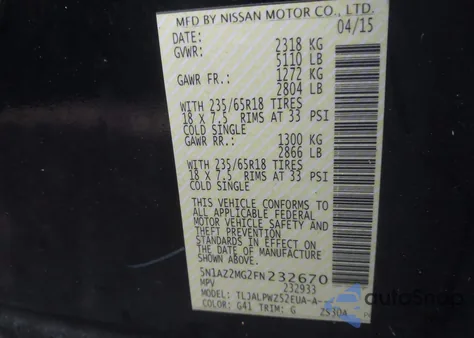 MFD BY NISSAN MOTOR CO., LTD.
DATE: 04/15
GVWR: 2318 KG
5110 LB
GAWR FR.: 1272 KG
2804 LB
WITH 235/65R18 TIRES
18 X 7.5 RIMS AT 33 PSI
COLD SINGLE
GAWR RR.: 1300 KG
2866 LB
WITH 235/65R18 TIRES
18 X 7.5 RIMS AT 33 PSI
COLD SINGLE
THIS VEHICLE CONFORMS TO
ALL APPLICABLE FEDERAL
MOTOR VEHICLE SAFETY AND
THEFT PREVENTION
STANDARDS IN EFFECT ON
THE DATE OF MANUFACTURE
SHOWN ABOVE
5N1AZ2MG2FN232670
MPV 232933
MODEL: TLJALPWZ52EUA-A--
COLOR: G41 TRIM: G 2S30A
autoSnap